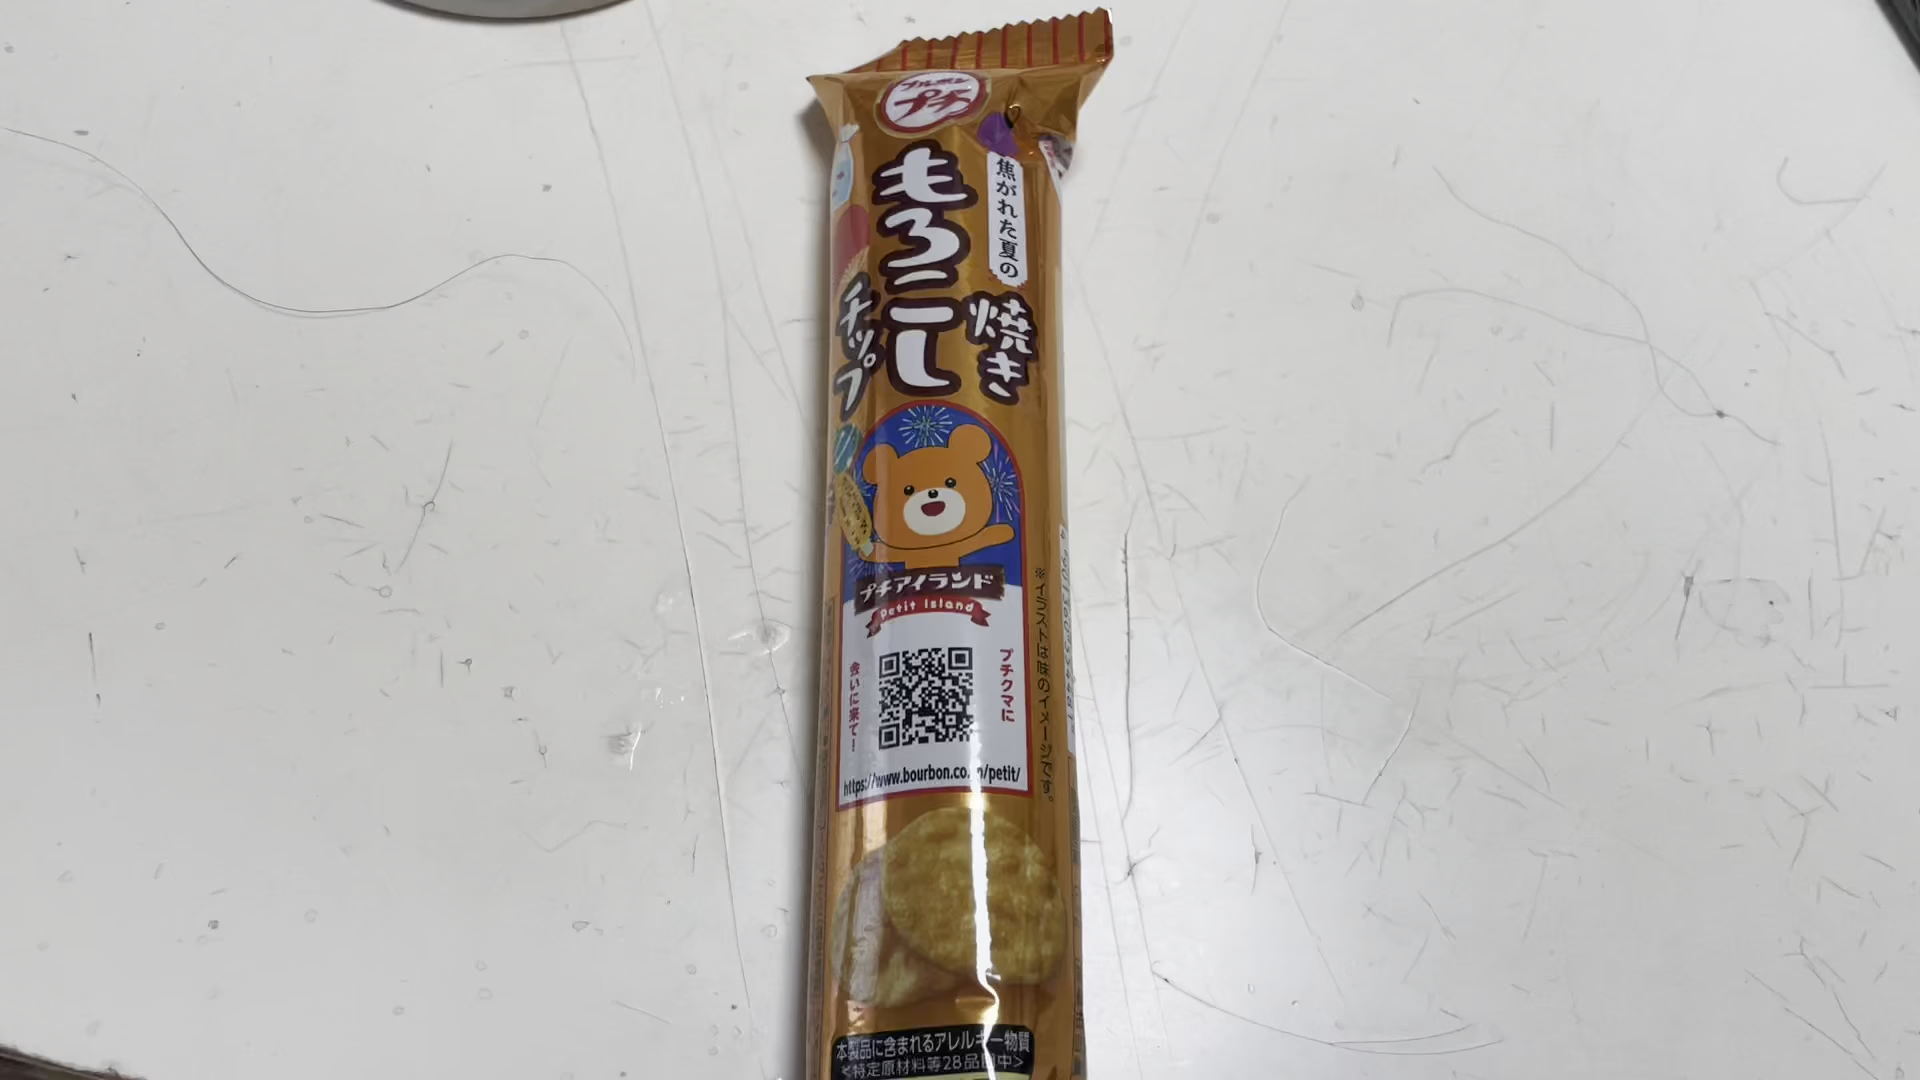 ブルボン
プチ
焦がれた夏の
焼き
もろこし
チップ
プチアイランド
Petit Island
プチクマに
会いに来て!
https://www.bourbon.co.jp/petit/
※イラストは味のイメージです。
本製品に含まれるアレルギー物質
<特定原材料等28品目中>